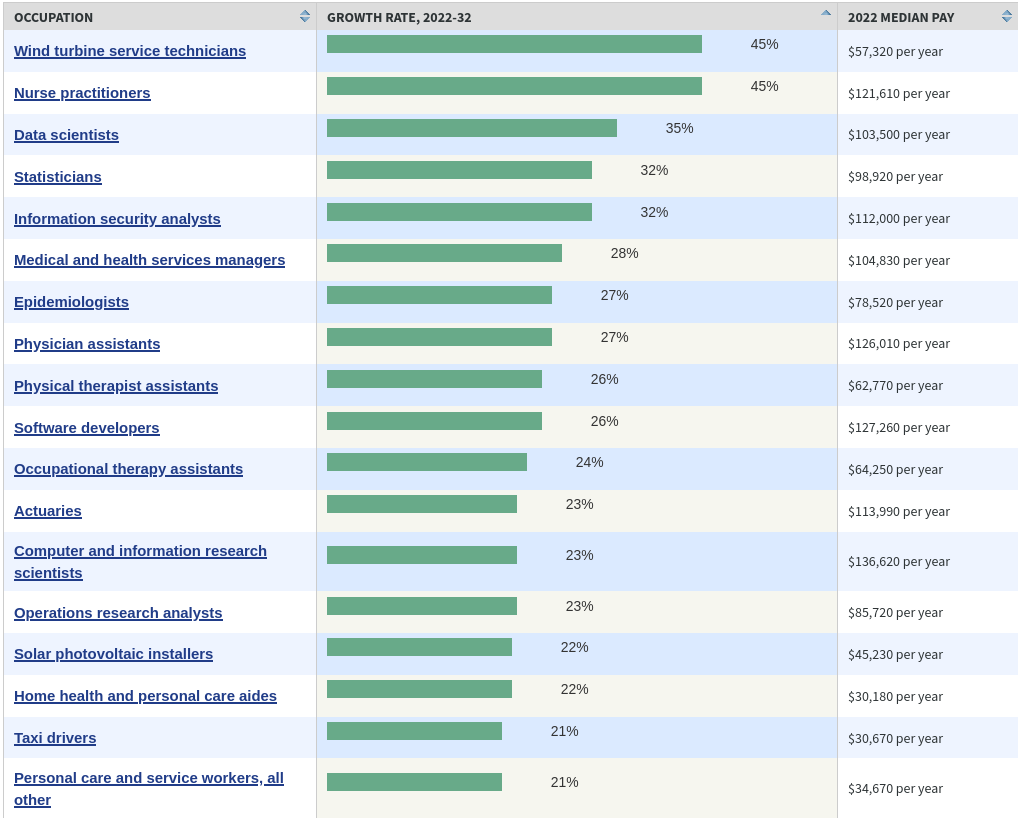 OCCUPATION GROWTH RATE, 2022-32 2022 MEDIAN PAY
Wind turbine service technicians 45% $57,320 per year
Nurse practitioners 45% $121,610 per year
Data scientists 35% $103,500 per year
Statisticians 32% $98,920 per year
Information security analysts 32% $112,000 per year
Medical and health services managers 28% $104,830 per year
Epidemiologists 27% $78,520 per year
Physician assistants 27% $126,010 per year
Physical therapist assistants 26% $62,770 per year
Software developers 26% $127,260 per year
Occupational therapy assistants 24% $64,250 per year
Actuaries 23% $113,990 per year
Computer and information research
scientists 23% $136,620 per year
Operations research analysts 23% $85,720 per year
Solar photovoltaic installers 22% $45,230 per year
Home health and personal care aides 22% $30,180 per year
Taxi drivers 21% $30,670 per year
Personal care and service workers, all
other 21% $34,670 per year